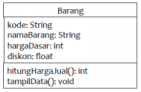 Barang
kode: String
namaBarang: String
hargaDasar: int
diskon: float
hitungHargaJual(): int
tampilData(): void